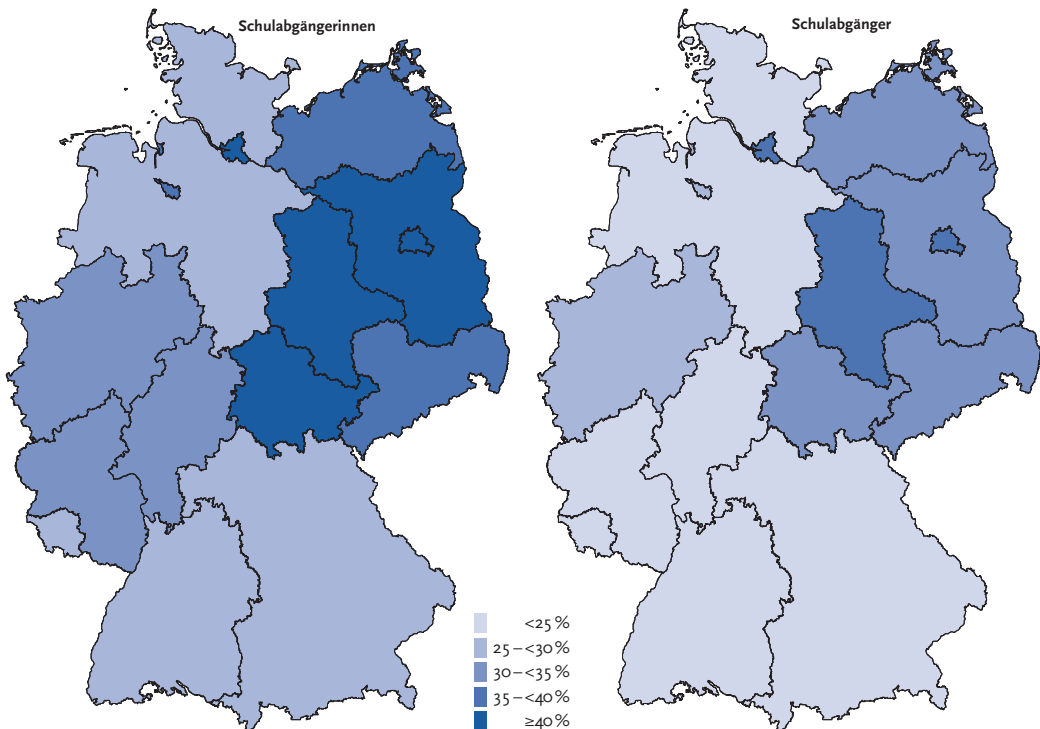 Schulabgängerinnen
Schulabgänger
<25 %
25 – <30 %
30 – <35 %
35 – <40 %
≥40 %